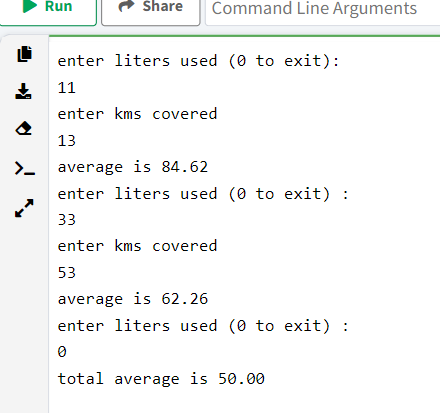 Run Share Command Line Arguments
enter liters used (0 to exit):
11
enter kms covered
13
average is 84.62
enter liters used (0 to exit) :
33
enter kms covered
53
average is 62.26
enter liters used (0 to exit) :
0
total average is 50.00